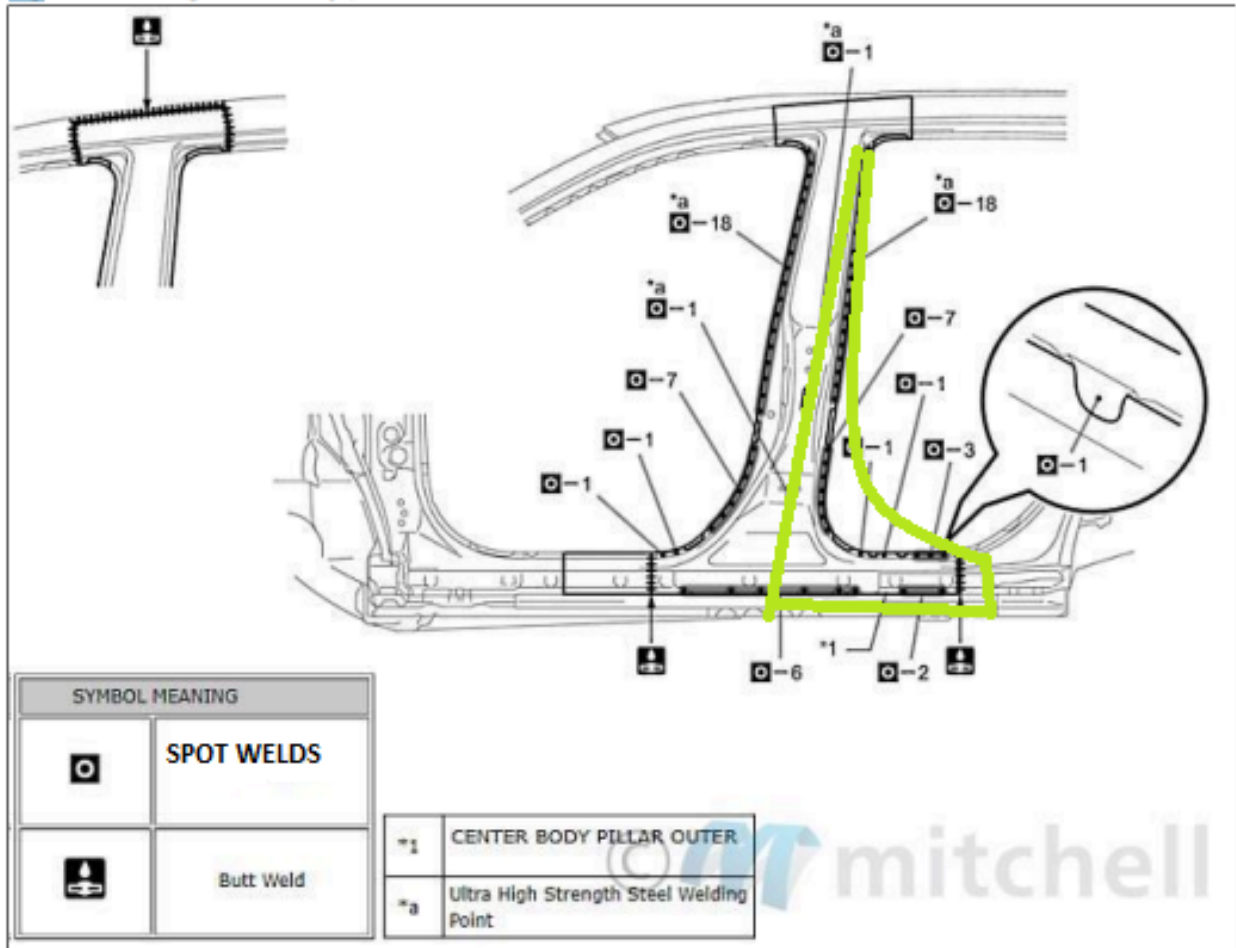 *a
-1
*a
-18
*a
-18
*a
-1
-7
-7
-1
-1
-1
-3
-1
-1
-1
*1
-6
-2
SYMBOL MEANING
SPOT WELDS
Butt Weld
*1 CENTER BODY PILLAR OUTER
*a Ultra High Strength Steel Welding
Point
© mitchell